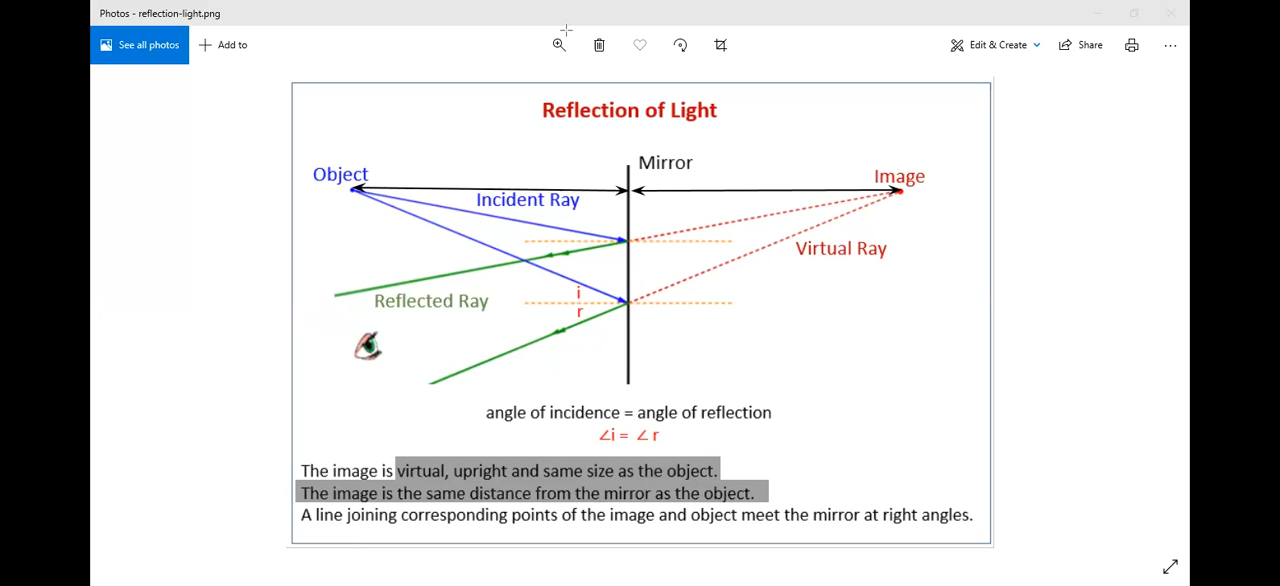 Photos - reflection-light.png
See all photos
Add to
Edit & Create
Share
Reflection of Light
Mirror
Object
Image
Incident Ray
Virtual Ray
i
Reflected Ray
r
angle of incidence = angle of reflection
∠i = ∠ r
The image is virtual, upright and same size as the object.
The image is the same distance from the mirror as the object.
A line joining corresponding points of the image and object meet the mirror at right angles.